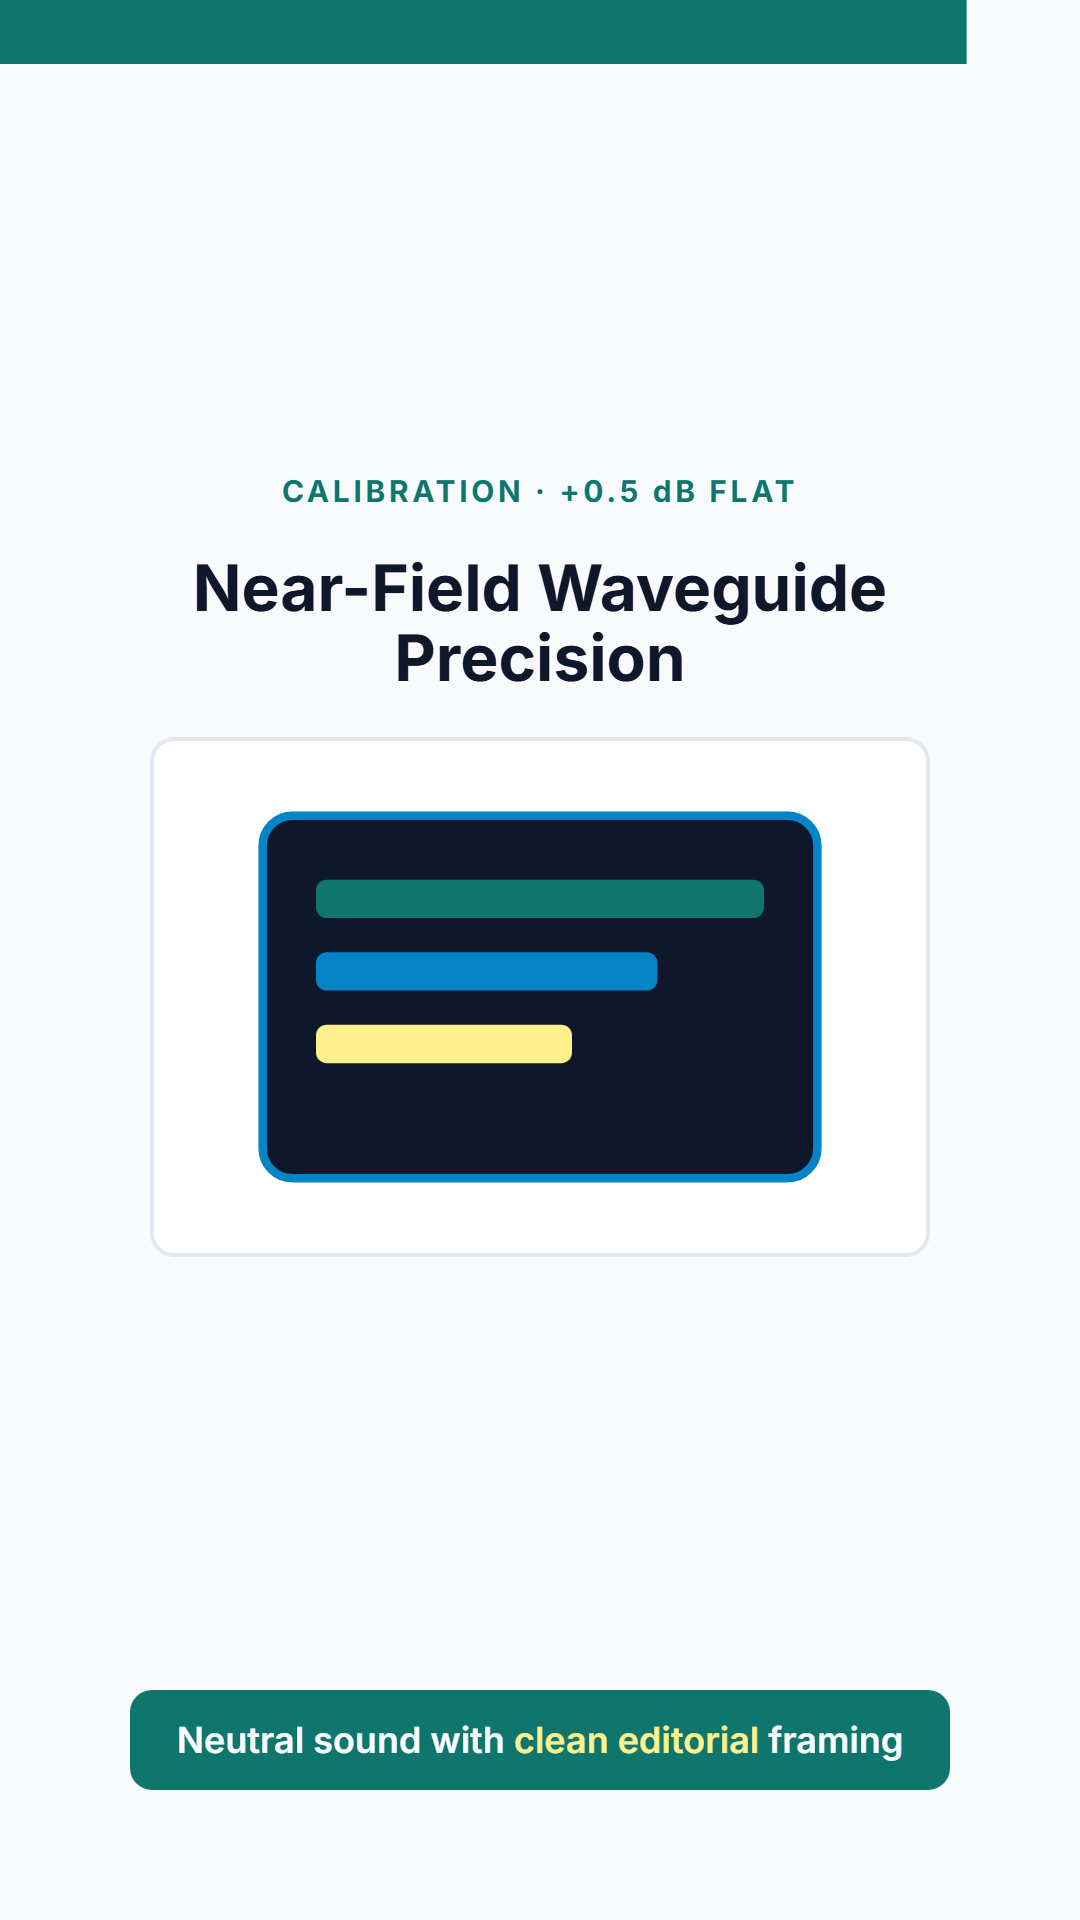 CALIBRATION · +0.5 dB FLAT
Near-Field Waveguide
Precision
Neutral sound with clean editorial framing